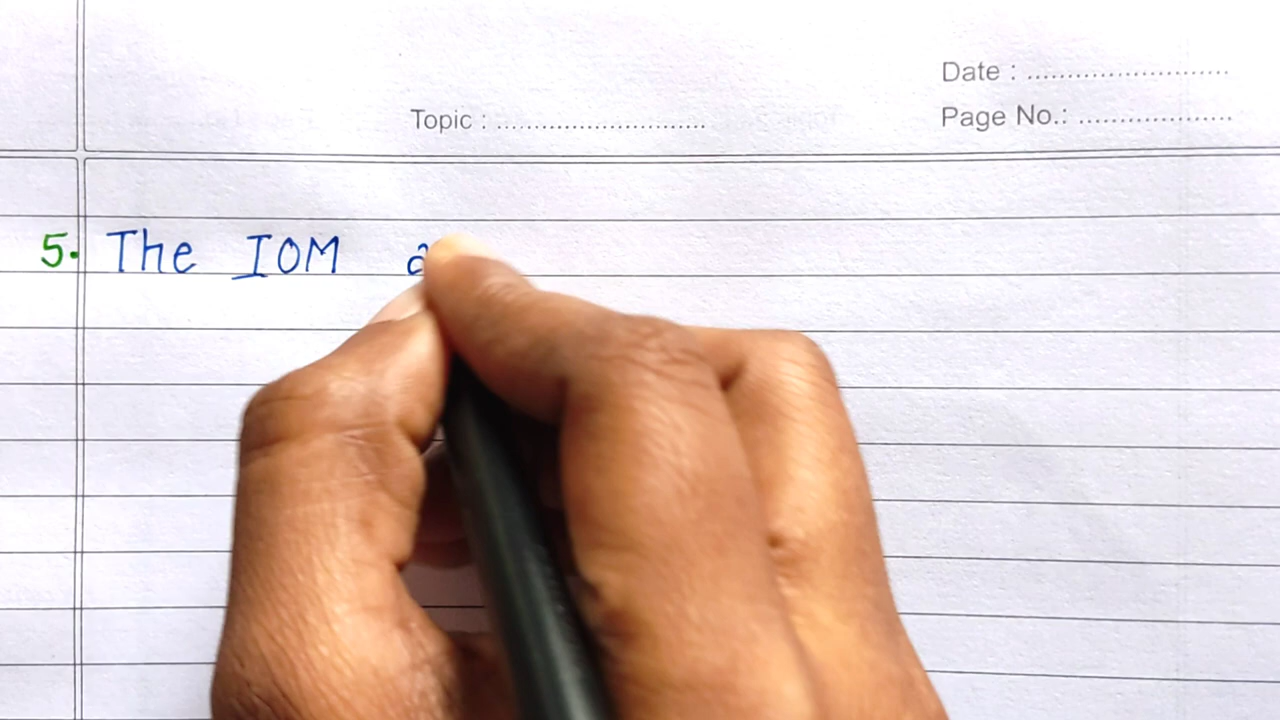 Date : ............................
Topic : .............................
Page No.: .....................
5. The IOM a